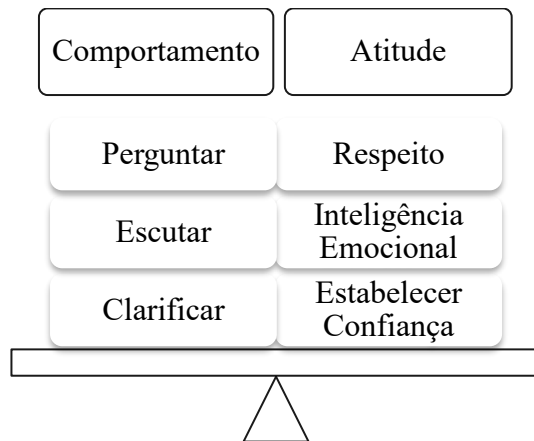 Comportamento
Atitude
Perguntar
Respeito
Escutar
Inteligência
Emocional
Clarificar
Estabelecer
Confiança